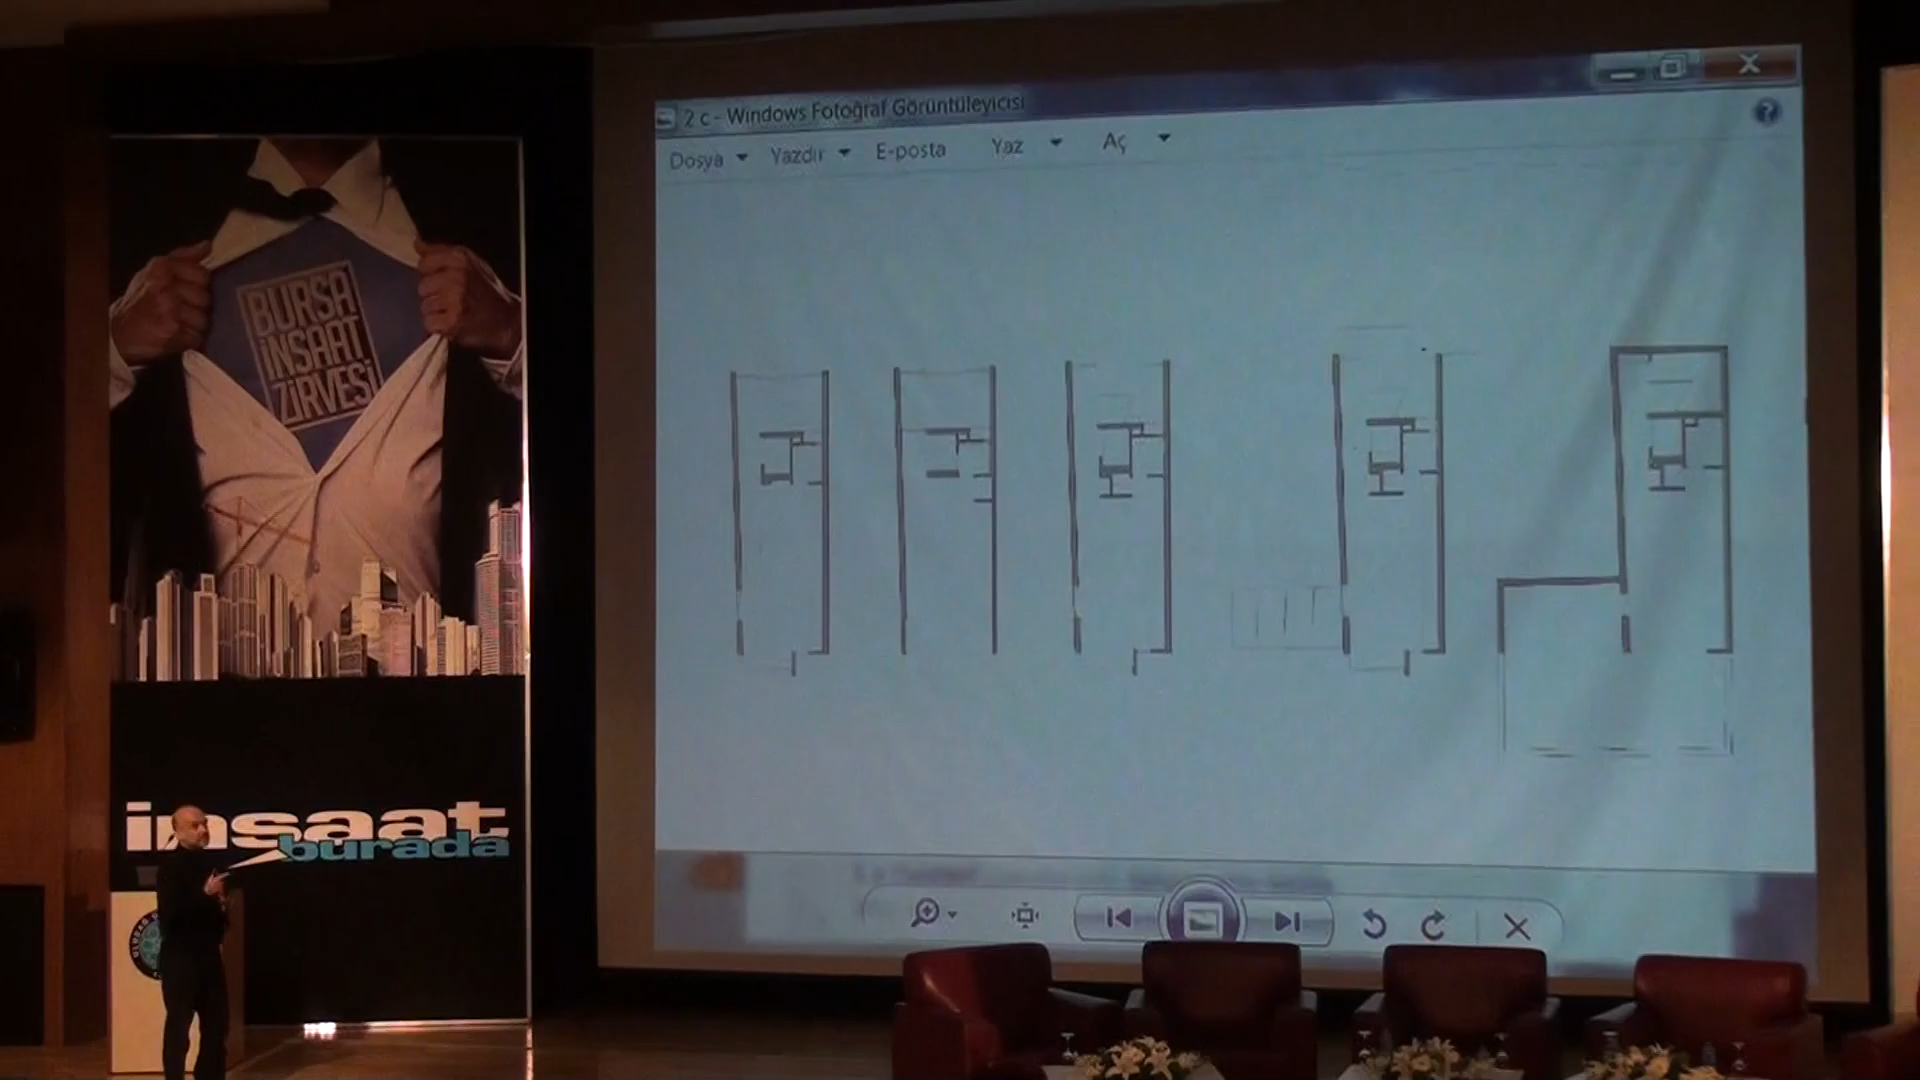 2 c - Windows Fotoğraf Görüntüleyicisi
Dosya Yazdır E-posta Yaz Aç
BURSA
İNŞAAT
ZİRVESİ
inşaat
burada